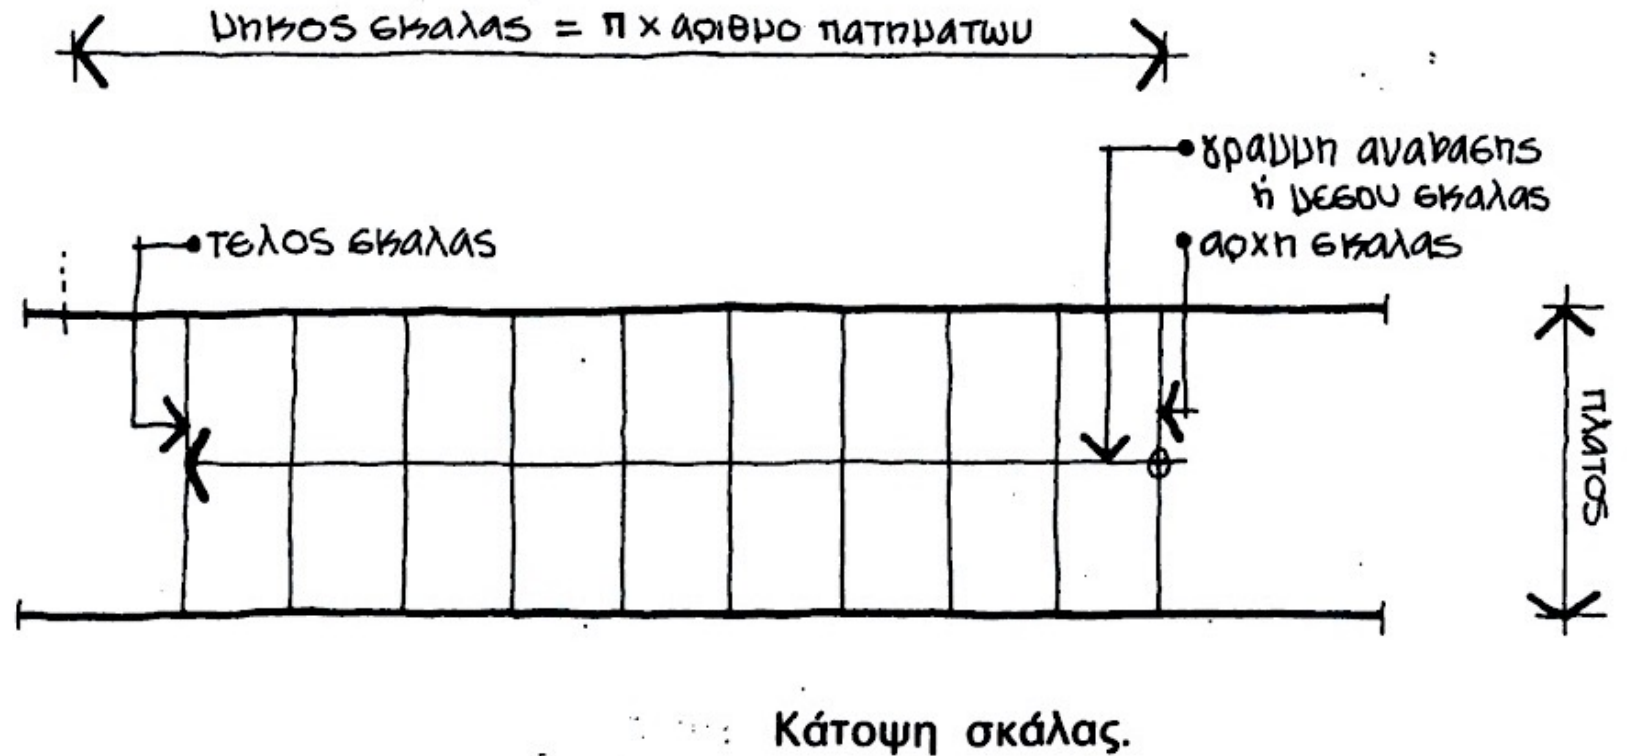 μηκος σκαλας = π x αριθμο πατηματων
γραμμη αναβασης
ή μεσου σκαλας
τελος σκαλας
αρχη σκαλας
πλατος
Κάτοψη σκάλας.